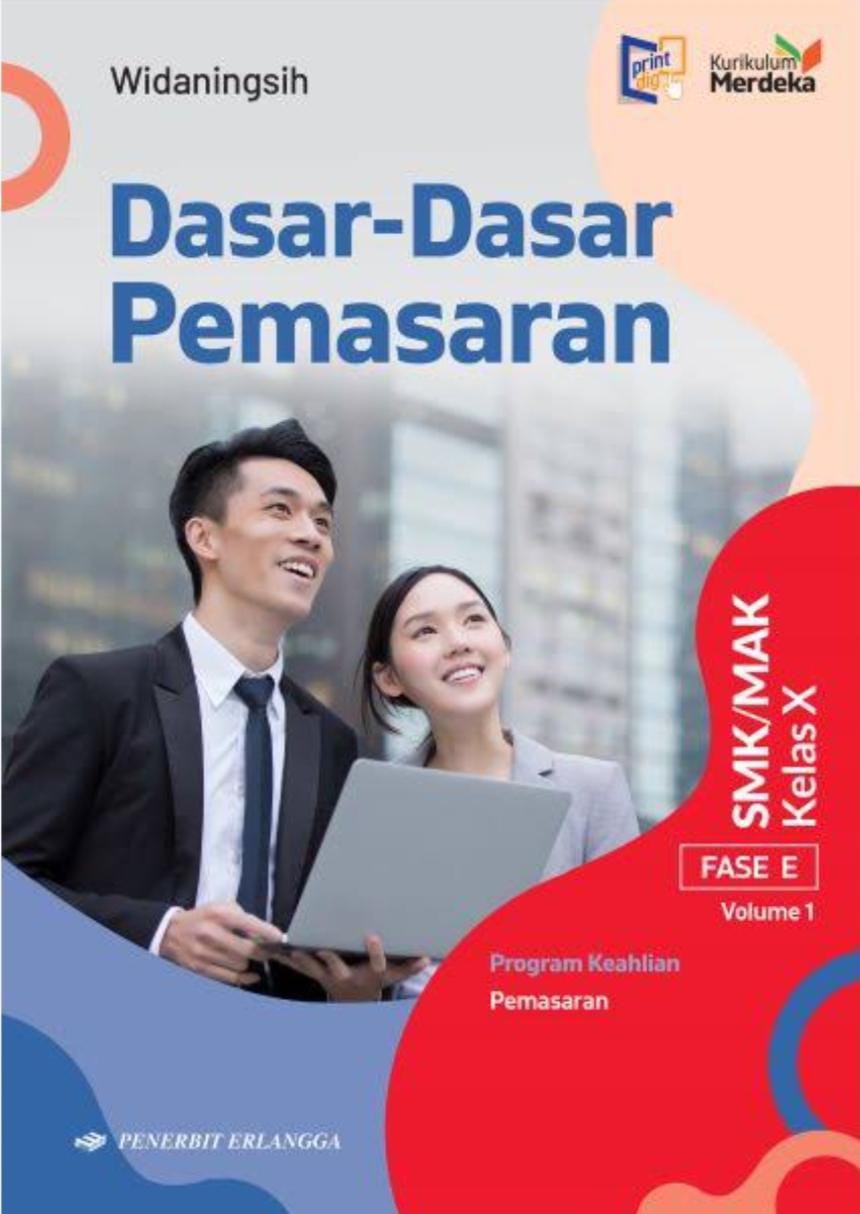 Widaningsih
print
dig
Kurikulum
Merdeka
Dasar-Dasar
Pemasaran
SMK/MAK
Kelas X
FASE E
Volume 1
Program Keahlian
Pemasaran
PENERBIT ERLANGGA